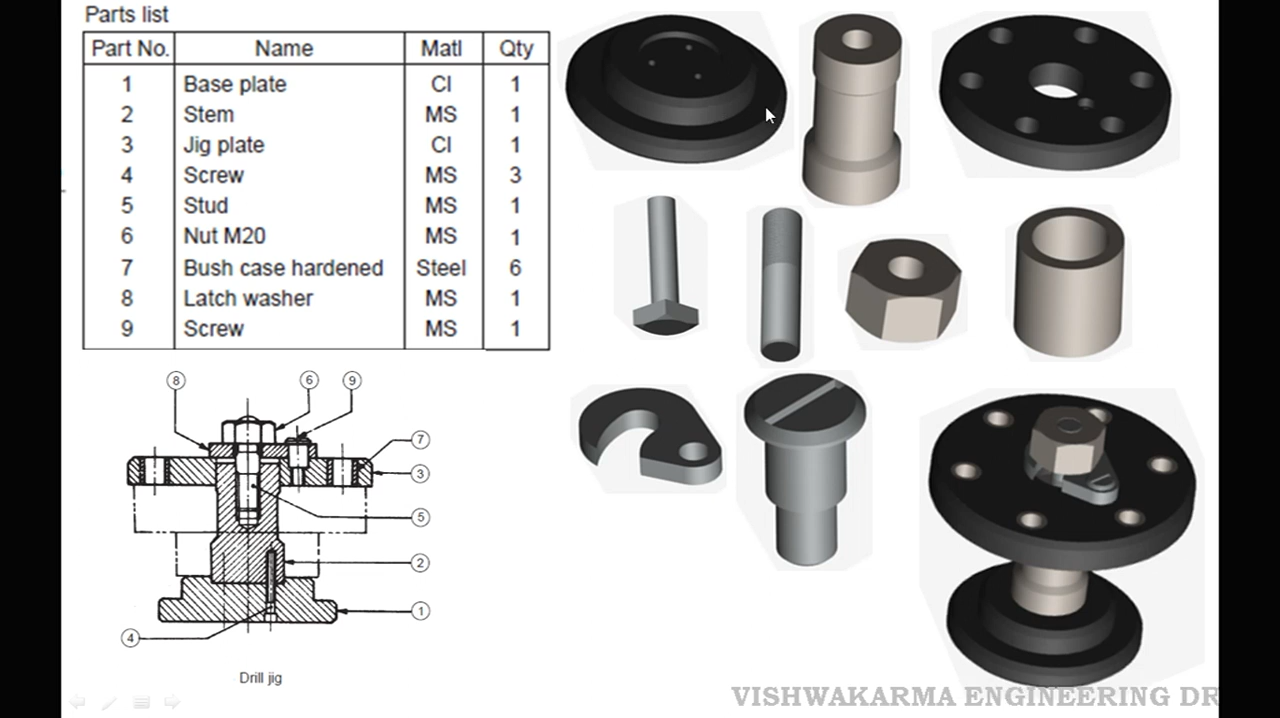 Parts list
Part No. Name Matl Qty
1 Base plate CI 1
2 Stem MS 1
3 Jig plate CI 1
4 Screw MS 3
5 Stud MS 1
6 Nut M20 MS 1
7 Bush case hardened Steel 6
8 Latch washer MS 1
9 Screw MS 1
8 6 9
7
3
5
2
1
4
Drill jig
VISHWAKARMA ENGINEERING DR